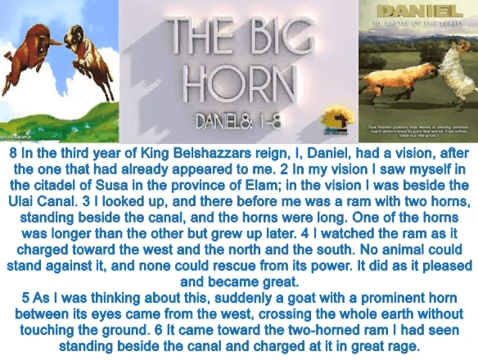 THE BIG
HORN
DANEL8: 1-8
DANIEL
8 In the third year of King Belshazzars reign, I, Daniel, had a vision, after
the one that had already appeared to me. 2 In my vision I saw myself in
the citadel of Susa in the province of Elam; in the vision I was beside the
Ulai Canal. 3 I looked up, and there before me was a ram with two horns,
standing beside the canal, and the horns were long. One of the horns
was longer than the other but grew up later. 4 I watched the ram as it
charged toward the west and the north and the south. No animal could
stand against it, and none could rescue from its power. It did as it pleased
and became great.
5 As I was thinking about this, suddenly a goat with a prominent horn
between its eyes came from the west, crossing the whole earth without
touching the ground. 6 It came toward the two-horned ram I had seen
standing beside the canal and charged at it in great rage.